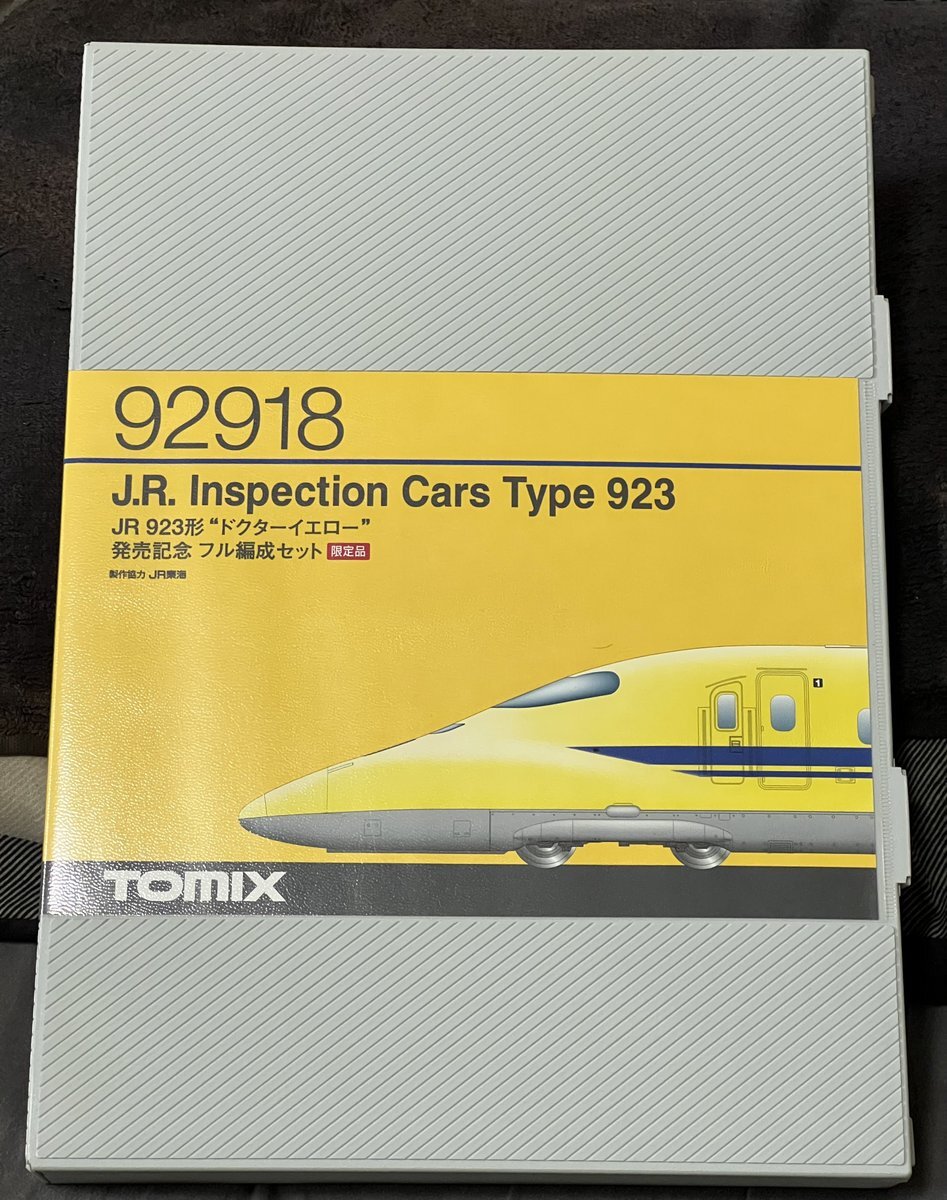 92918
J.R. Inspection Cars Type 923
JR 923形 “ドクターイエロー”
発売記念 フル編成セット 限定品
製作協力 JR東海
1
TOMIX